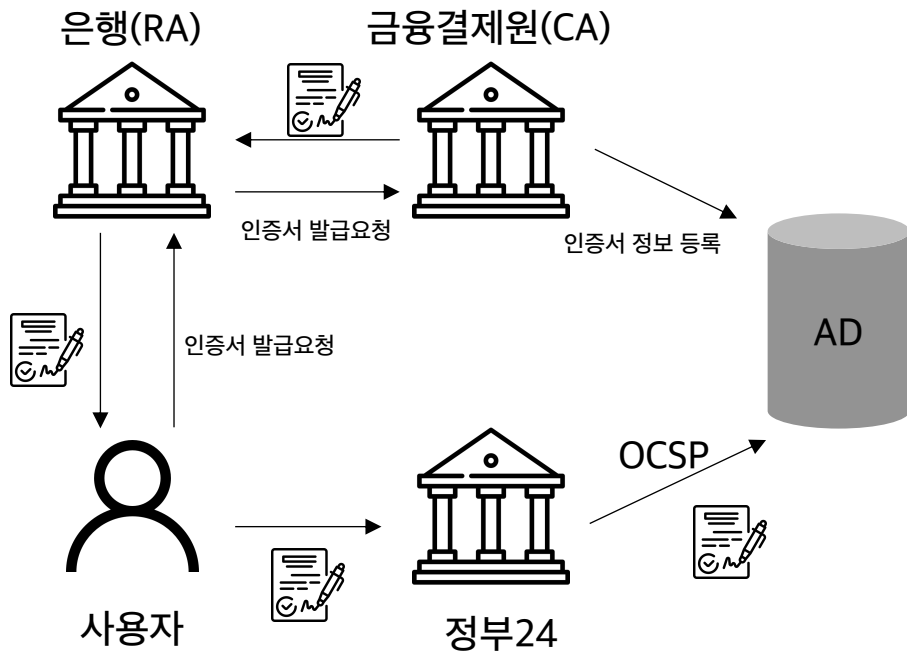 은행(RA)
금융결제원(CA)
인증서 발급요청
인증서 정보 등록
인증서 발급요청
AD
OCSP
사용자
정부24